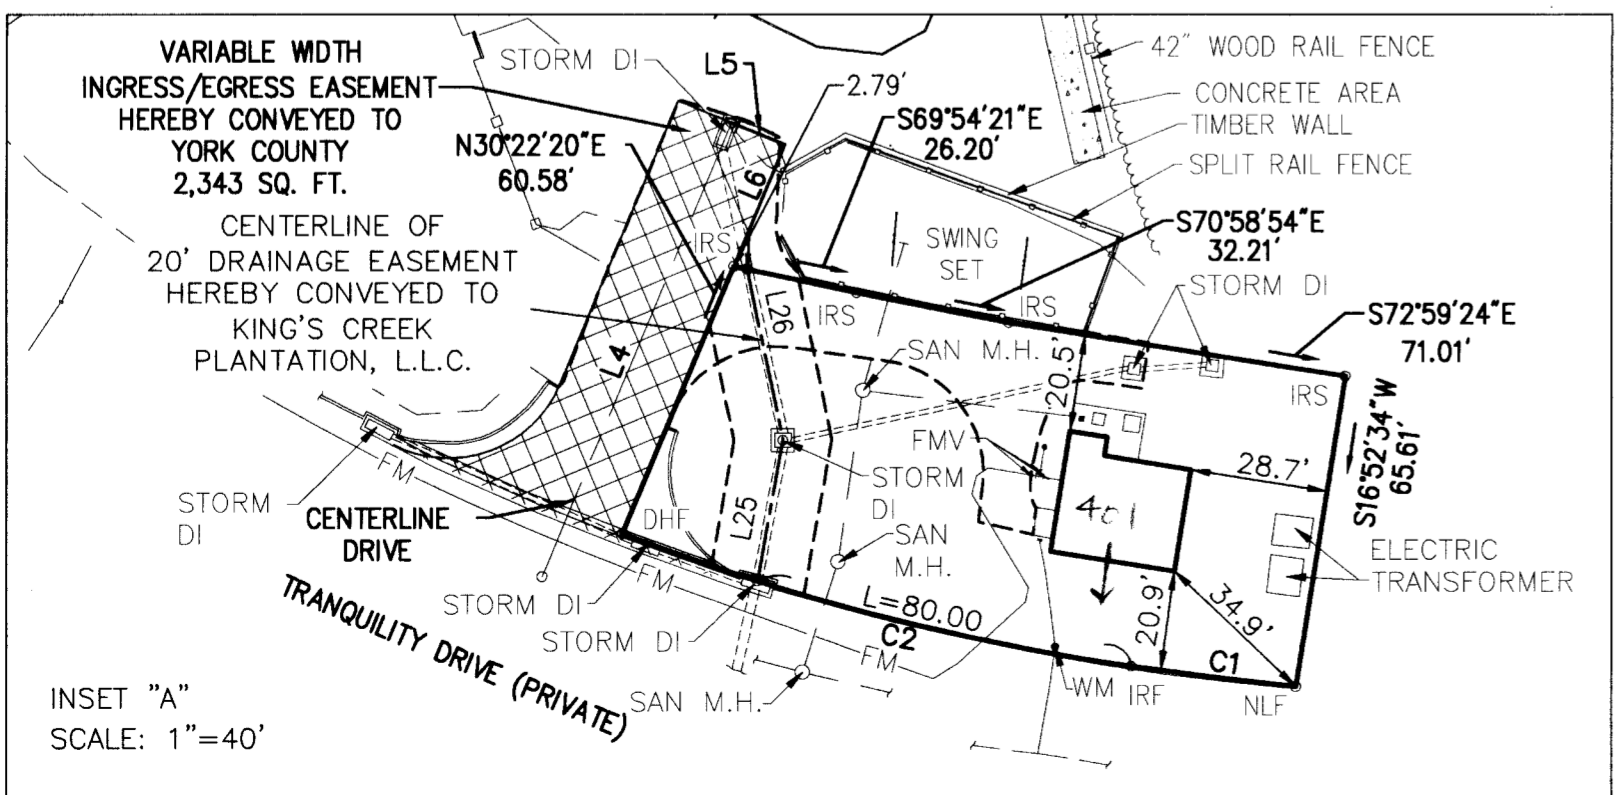 VARIABLE WIDTH
INGRESS/EGRESS EASEMENT
HEREBY CONVEYED TO
YORK COUNTY
2,343 SQ. FT.
CENTERLINE OF
20' DRAINAGE EASEMENT
HEREBY CONVEYED TO
KING'S CREEK
PLANTATION, L.L.C.
STORM DI
L5
2.79'
N30°22'20"E
60.58'
S69°54'21"E
26.20'
42" WOOD RAIL FENCE
CONCRETE AREA
TIMBER WALL
SPLIT RAIL FENCE
S70°58'54"E
32.21'
STORM DI
SWING
SET
L6
IRS
IRS
IRS
L26
L4
S72°59'24"E
71.01'
IRS
SAN M.H.
20.5'
S16°52'34"W
65.61'
FMV
28.7'
FM
STORM
DI
STORM
DI
L25
DHF
CENTERLINE
DRIVE
401
SAN
M.H.
ELECTRIC
TRANSFORMER
FM
STORM DI
STORM DI
L=80.00
C2
FM
20.9'
34.9'
C1
TRANQUILITY DRIVE (PRIVATE)
SAN M.H.
WM
IRF
NLF
INSET "A"
SCALE: 1"=40'